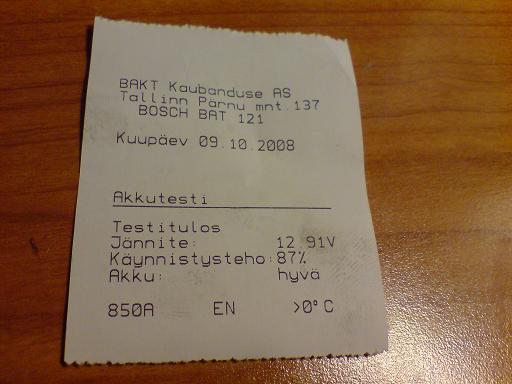 BAKT Kaubanduse AS
Tallinn Pärnu mnt.137
BOSCH BAT 121
Kuupäev 09.10.2008
Akkutesti
Testitulos
Jännite: 12.91V
Käynnistysteho:87%
Akku: hyvä
850A EN >0°C